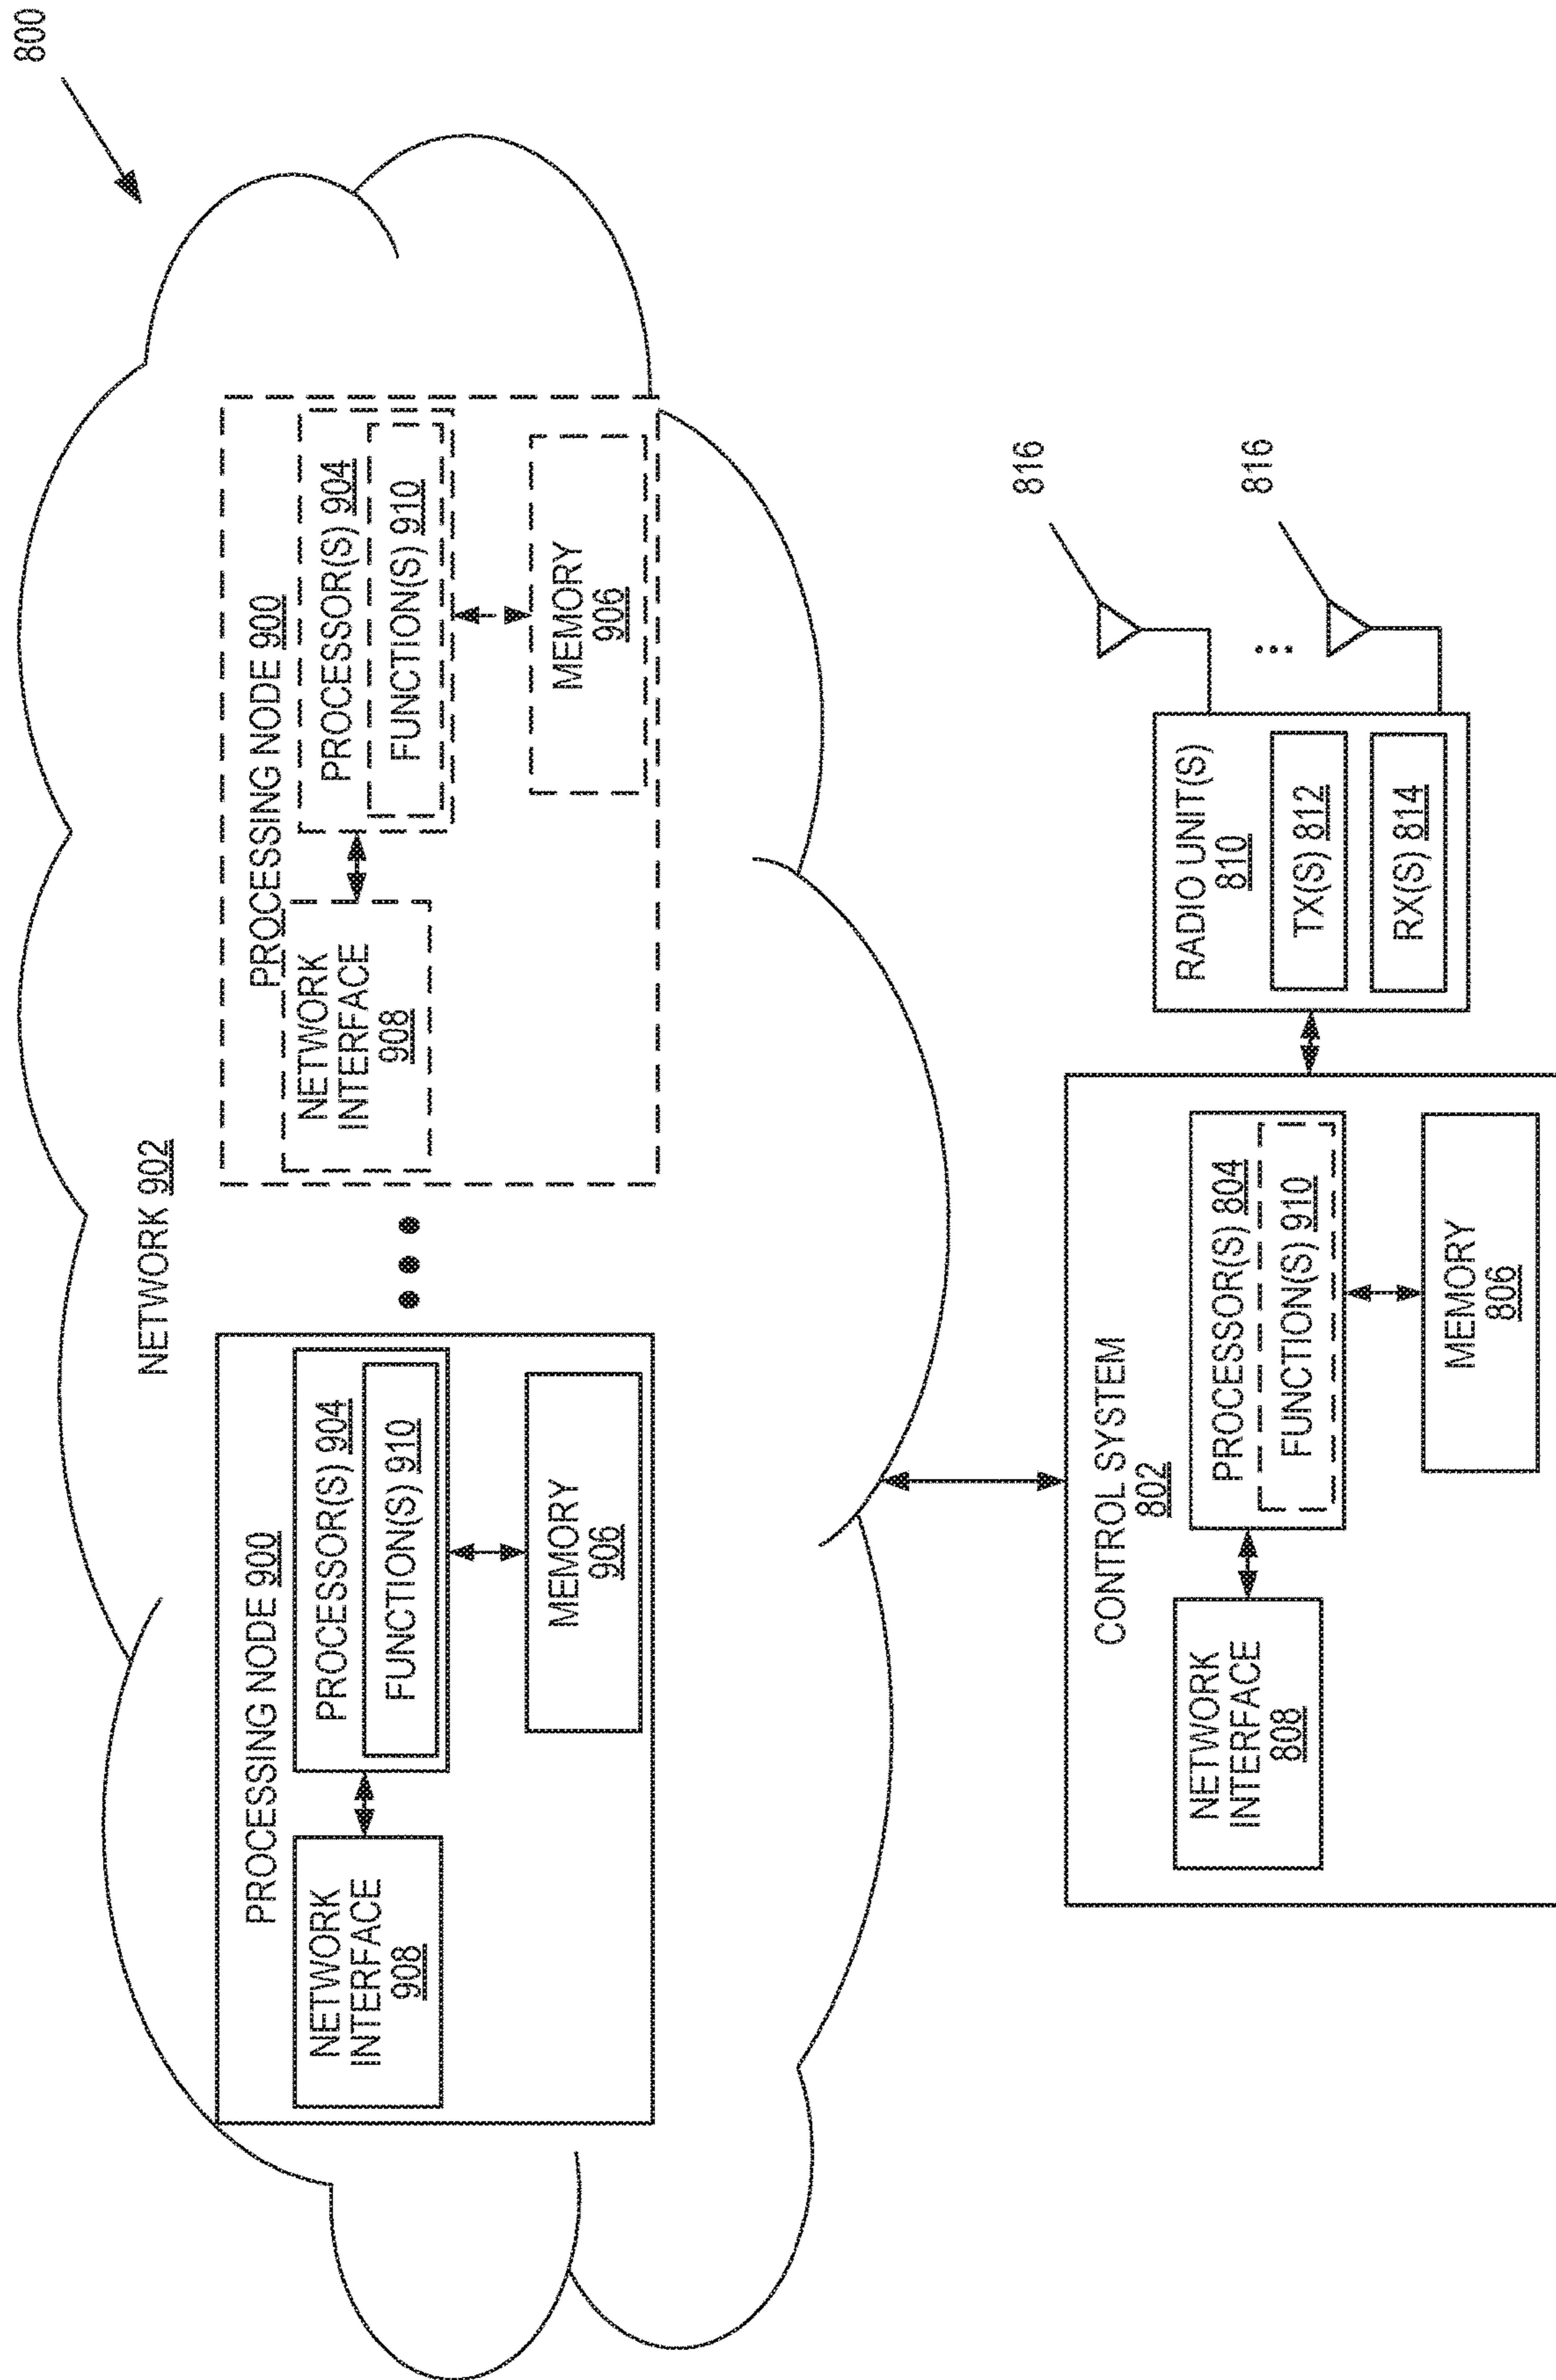 800
NETWORK 902
PROCESSING NODE 900
NETWORK
INTERFACE
908
PROCESSOR(S) 904
FUNCTION(S) 910
MEMORY
906
PROCESSING NODE 900
NETWORK
INTERFACE
908
PROCESSOR(S) 904
FUNCTION(S) 910
MEMORY
906
CONTROL SYSTEM
802
NETWORK
INTERFACE
808
PROCESSOR(S) 804
FUNCTION(S) 910
MEMORY
806
RADIO UNIT(S)
810
TX(S) 812
RX(S) 814
816
816